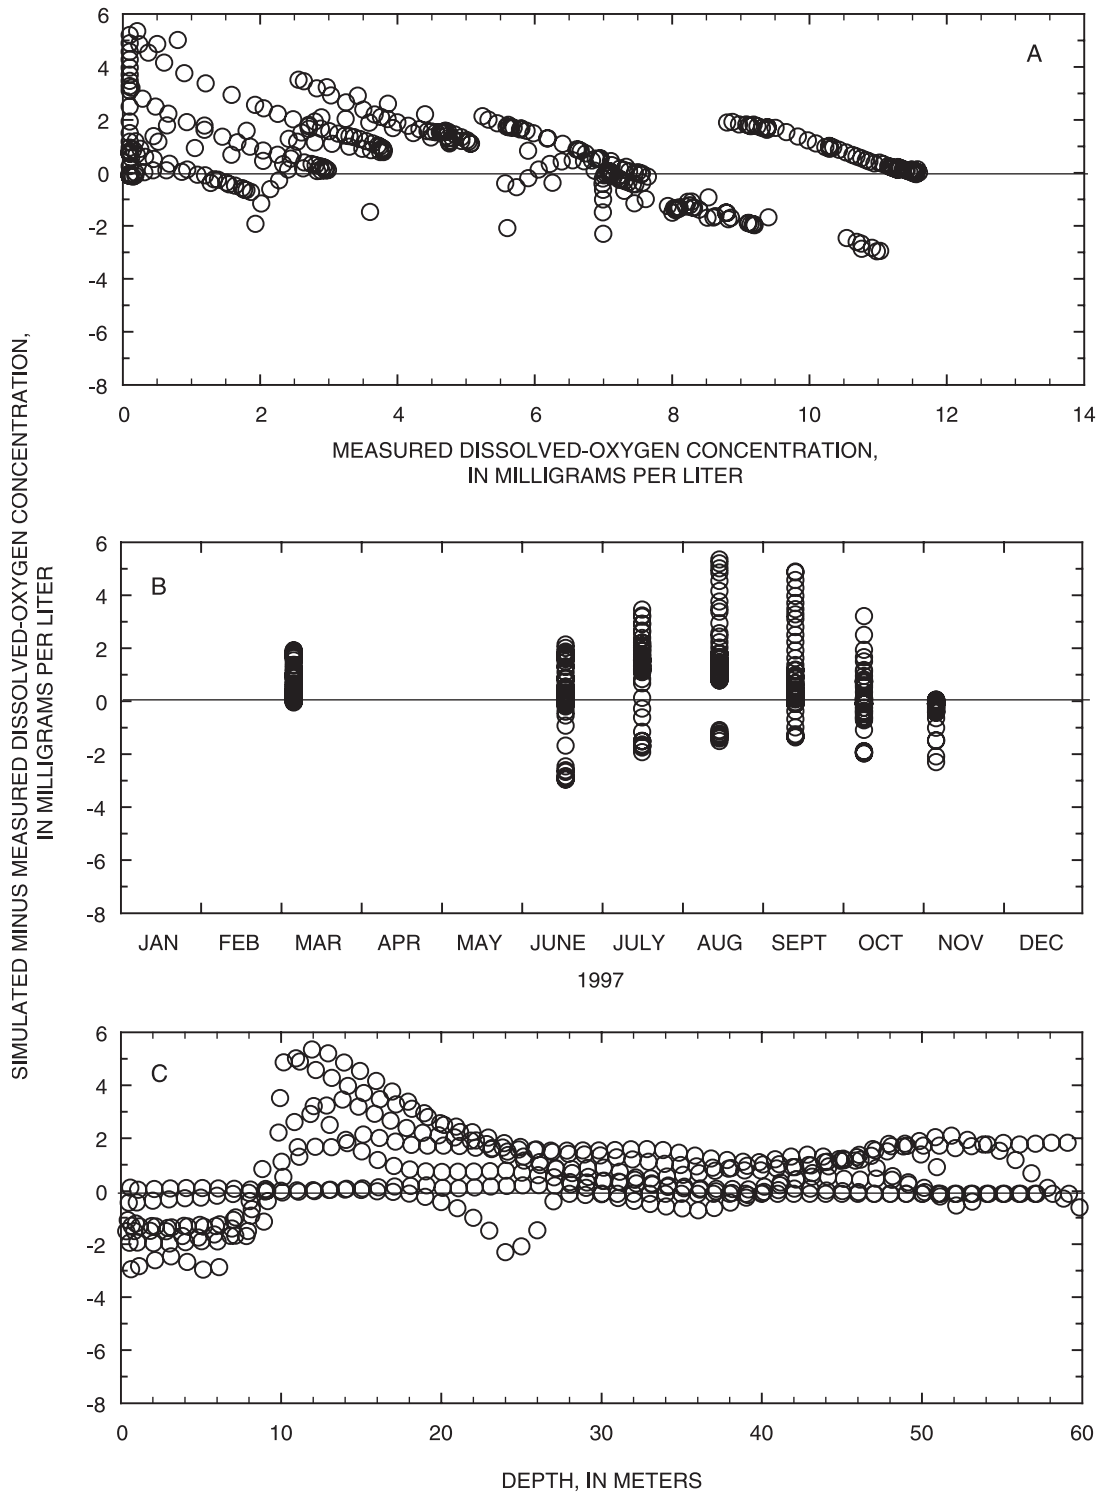 SIMULATED MINUS MEASURED DISSOLVED-OXYGEN CONCENTRATION,
IN MILLIGRAMS PER LITER
6
4
2
0
-2
-4
-6
-8
A
0 2 4 6 8 10 12 14
MEASURED DISSOLVED-OXYGEN CONCENTRATION,
IN MILLIGRAMS PER LITER
6
4
2
0
-2
-4
-6
-8
B
JAN FEB MAR APR MAY JUNE JULY AUG SEPT OCT NOV DEC
1997
6
4
2
0
-2
-4
-6
-8
C
0 10 20 30 40 50 60
DEPTH, IN METERS